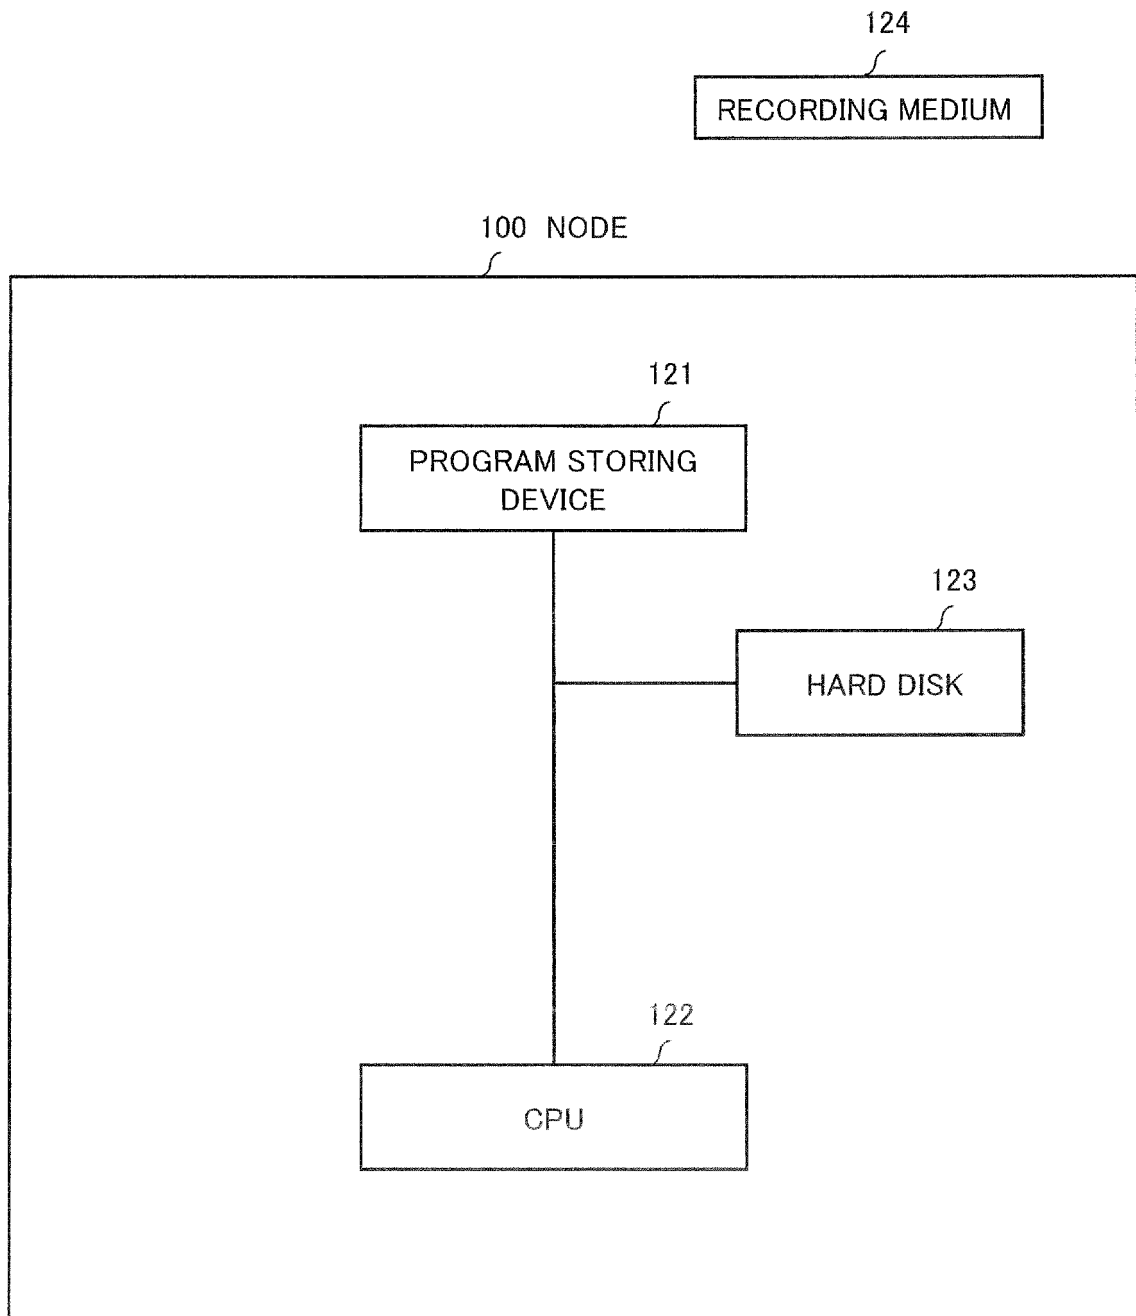 124
RECORDING MEDIUM
100 NODE
121
PROGRAM STORING
DEVICE
123
HARD DISK
122
CPU